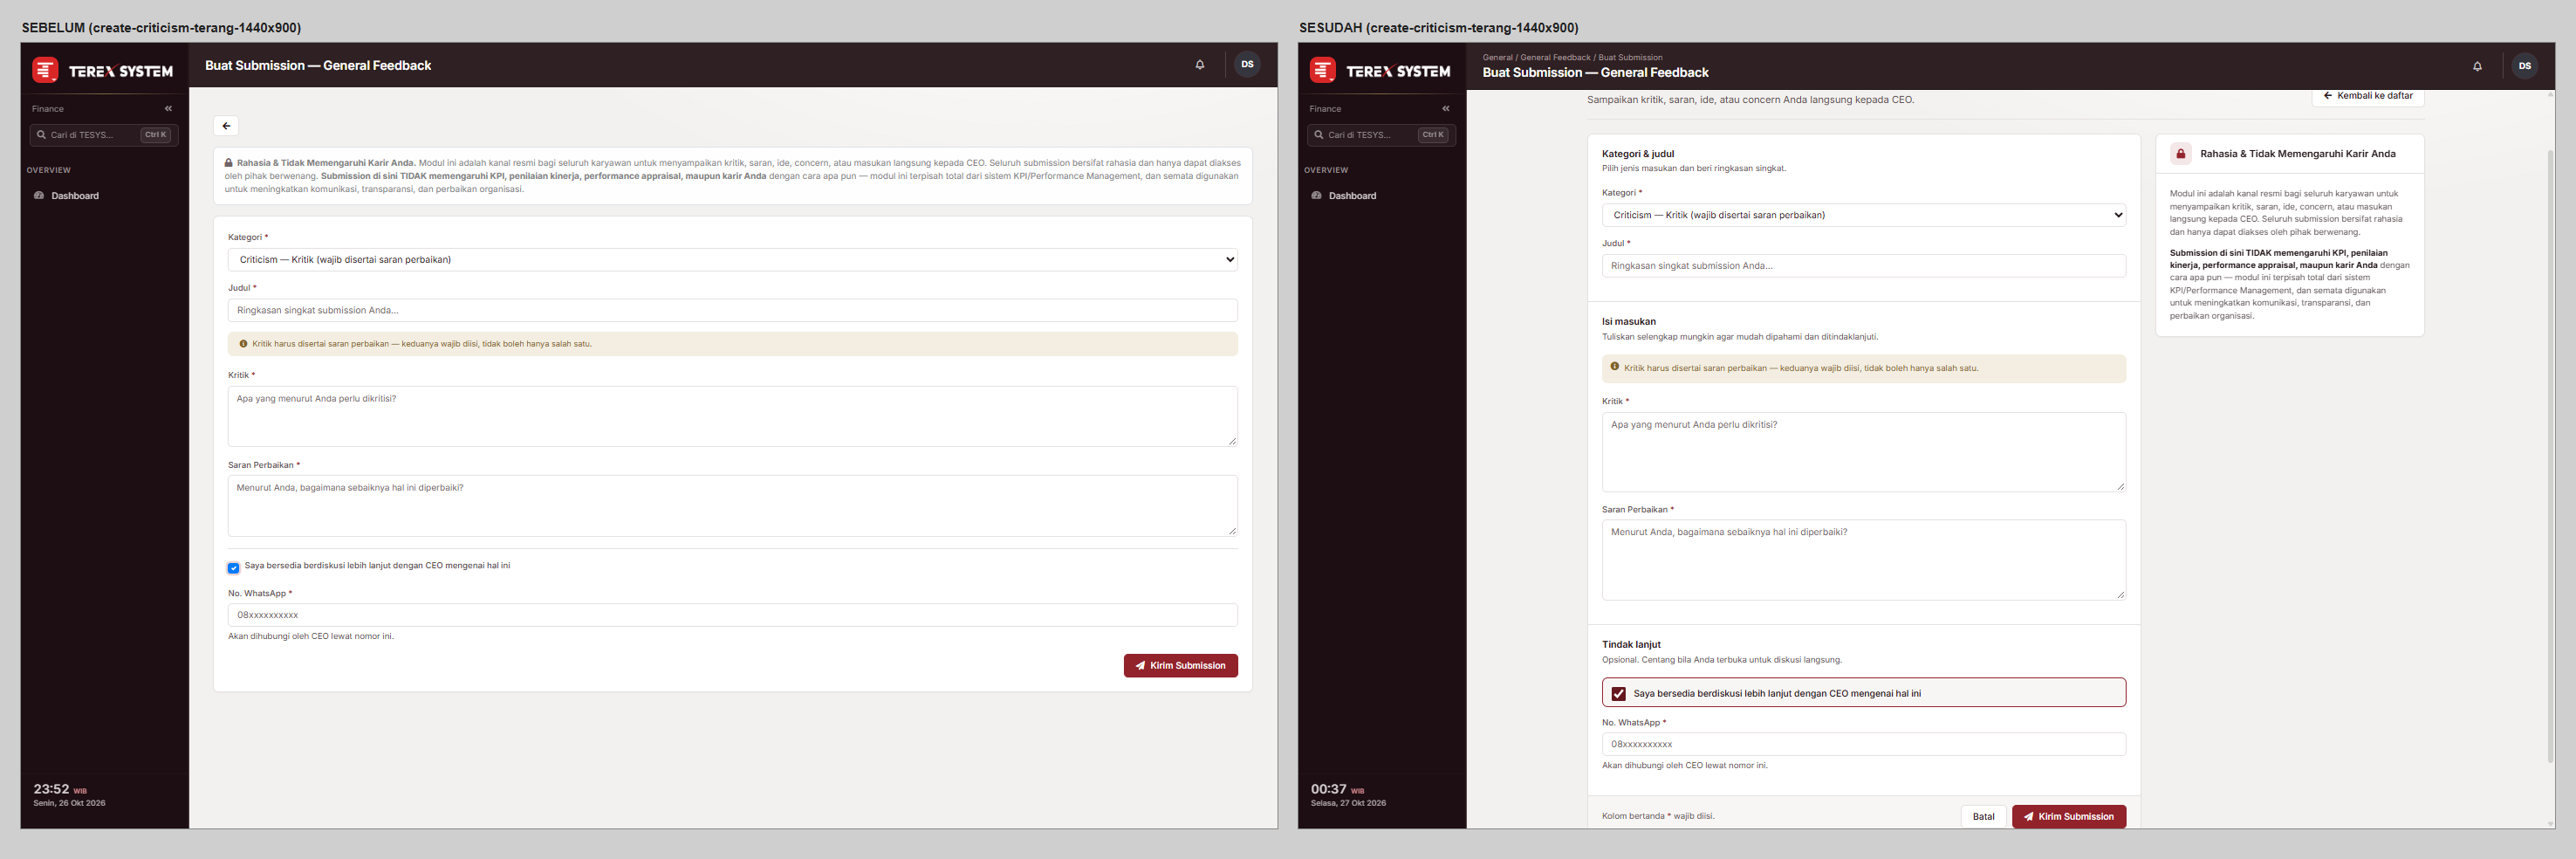 SEBELUM (create-criticism-terang-1440x900)
TEREX SYSTEM
Finance
Cari di TESYS...
Ctrl K
OVERVIEW
Dashboard
23:52 WIB
Senin, 26 Okt 2026
Buat Submission — General Feedback
DS
Rahasia & Tidak Memengaruhi Karir Anda. Modul ini adalah kanal resmi bagi seluruh karyawan untuk menyampaikan kritik, saran, ide, concern, atau masukan langsung kepada CEO. Seluruh submission bersifat rahasia dan hanya dapat diakses
oleh pihak berwenang. Submission di sini TIDAK memengaruhi KPI, penilaian kinerja, performance appraisal, maupun karir Anda dengan cara apa pun — modul ini terpisah total dari sistem KPI/Performance Management, dan semata digunakan
untuk meningkatkan komunikasi, transparansi, dan perbaikan organisasi.
Kategori *
Criticism — Kritik (wajib disertai saran perbaikan)
Judul *
Ringkasan singkat submission Anda...
Kritik harus disertai saran perbaikan — keduanya wajib diisi, tidak boleh hanya salah satu.
Kritik *
Apa yang menurut Anda perlu dikritisi?
Saran Perbaikan *
Menurut Anda, bagaimana sebaiknya hal ini diperbaiki?
Saya bersedia berdiskusi lebih lanjut dengan CEO mengenai hal ini
No. WhatsApp *
08xxxxxxxxxx
Akan dihubungi oleh CEO lewat nomor ini.
Kirim Submission
SESUDAH (create-criticism-terang-1440x900)
TEREX SYSTEM
Finance
Cari di TESYS...
Ctrl K
OVERVIEW
Dashboard
00:37 WIB
Selasa, 27 Okt 2026
General / General Feedback / Buat Submission
Buat Submission — General Feedback
DS
Sampaikan kritik, saran, ide, atau concern Anda langsung kepada CEO.
Kembali ke daftar
Kategori & judul
Pilih jenis masukan dan beri ringkasan singkat.
Kategori *
Criticism — Kritik (wajib disertai saran perbaikan)
Judul *
Ringkasan singkat submission Anda...
Isi masukan
Tuliskan selengkap mungkin agar mudah dipahami dan ditindaklanjuti.
Kritik harus disertai saran perbaikan — keduanya wajib diisi, tidak boleh hanya salah satu.
Kritik *
Apa yang menurut Anda perlu dikritisi?
Saran Perbaikan *
Menurut Anda, bagaimana sebaiknya hal ini diperbaiki?
Tindak lanjut
Opsional. Centang bila Anda terbuka untuk diskusi langsung.
Saya bersedia berdiskusi lebih lanjut dengan CEO mengenai hal ini
No. WhatsApp *
08xxxxxxxxxx
Akan dihubungi oleh CEO lewat nomor ini.
Kolom bertanda * wajib diisi.
Batal
Kirim Submission
Rahasia & Tidak Memengaruhi Karir Anda
Modul ini adalah kanal resmi bagi seluruh karyawan untuk
menyampaikan kritik, saran, ide, concern, atau masukan
langsung kepada CEO. Seluruh submission bersifat rahasia
dan hanya dapat diakses oleh pihak berwenang.
Submission di sini TIDAK memengaruhi KPI, penilaian
kinerja, performance appraisal, maupun karir Anda dengan
cara apa pun — modul ini terpisah total dari sistem
KPI/Performance Management, dan semata digunakan
untuk meningkatkan komunikasi, transparansi, dan
perbaikan organisasi.